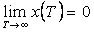 lim x(T) = 0
T→∞